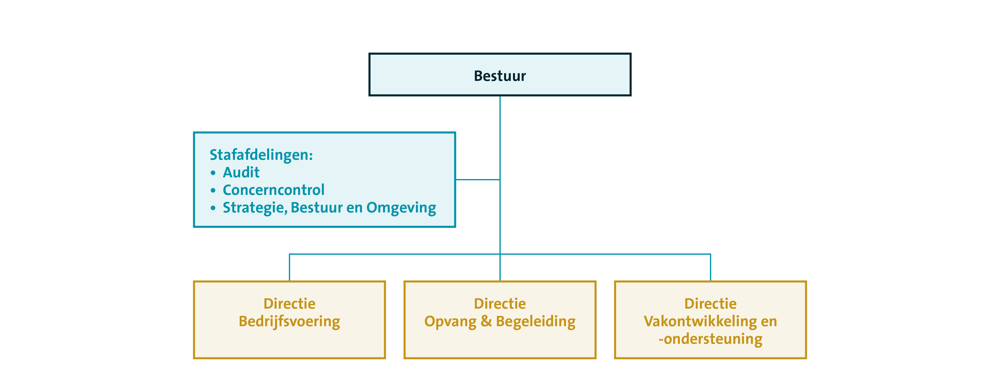 Bestuur
Stafafdelingen:
• Audit
• Concerncontrol
• Strategie, Bestuur en Omgeving
Directie
Bedrijfsvoering
Directie
Opvang & Begeleiding
Directie
Vakontwikkeling en
-ondersteuning